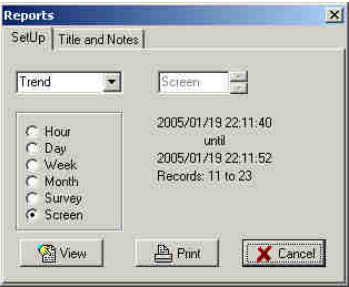 Reports
SetUp Title and Notes
Trend Screen
Hour
Day
Week
Month
Survey
Screen
2005/01/19 22:11:40
until
2005/01/19 22:11:52
Records: 11 to 23
View Print Cancel